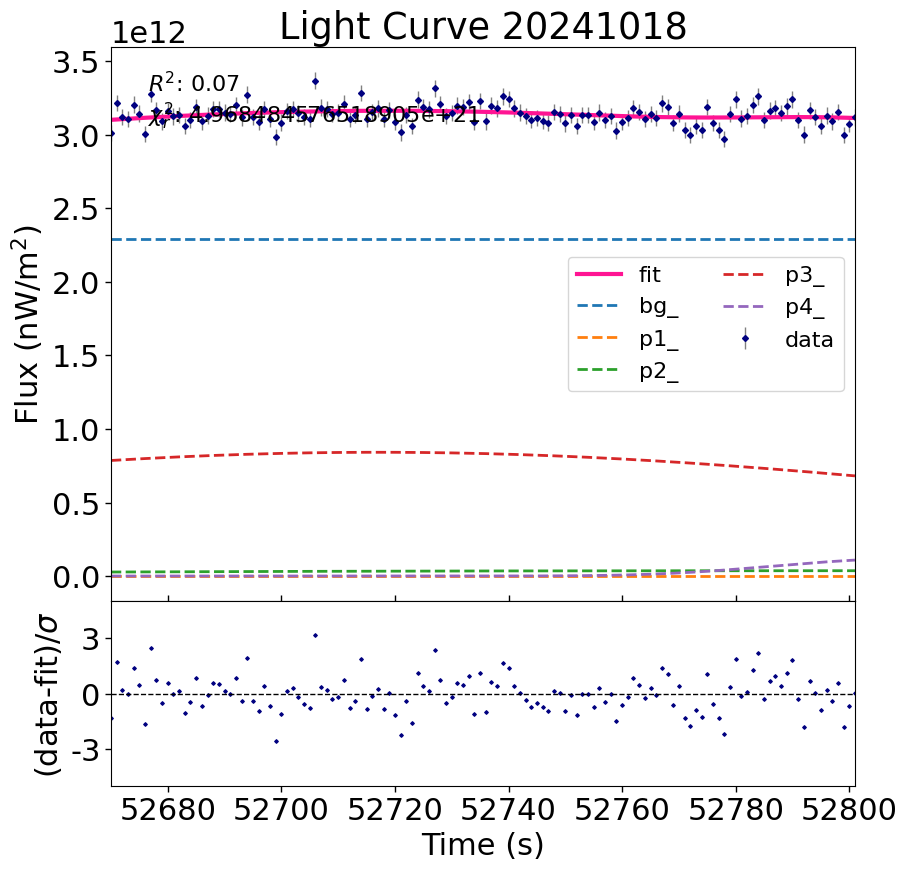 Light Curve 20241018
1e12
R²: 0.07
3.5
3.0
2.5
2.0
1.5
1.0
0.5
0.0
Flux (nW/m²)
fit
bg_
p1_
p2_
p3_
p4_
data
3
0
-3
(data-fit)/σ
52680 52700 52720 52740 52760 52780 52800
Time (s)